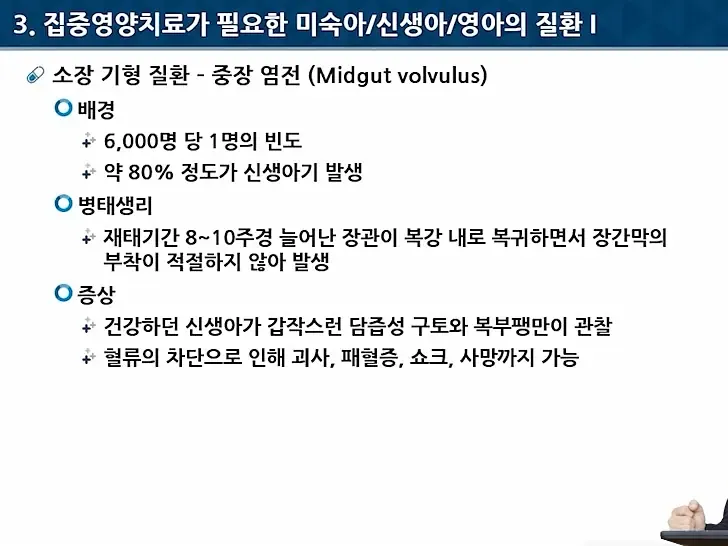 3. 집중영양치료가 필요한 미숙아/신생아/영아의 질환 I
소장 기형 질환 - 중장 염전 (Midgut volvulus)
배경
6,000명 당 1명의 빈도
약 80% 정도가 신생아기 발생
병태생리
재태기간 8~10주경 늘어난 장관이 복강 내로 복귀하면서 장간막의
부착이 적절하지 않아 발생
증상
건강하던 신생아가 갑작스런 담즙성 구토와 복부팽만이 관찰
혈류의 차단으로 인해 괴사, 패혈증, 쇼크, 사망까지 가능